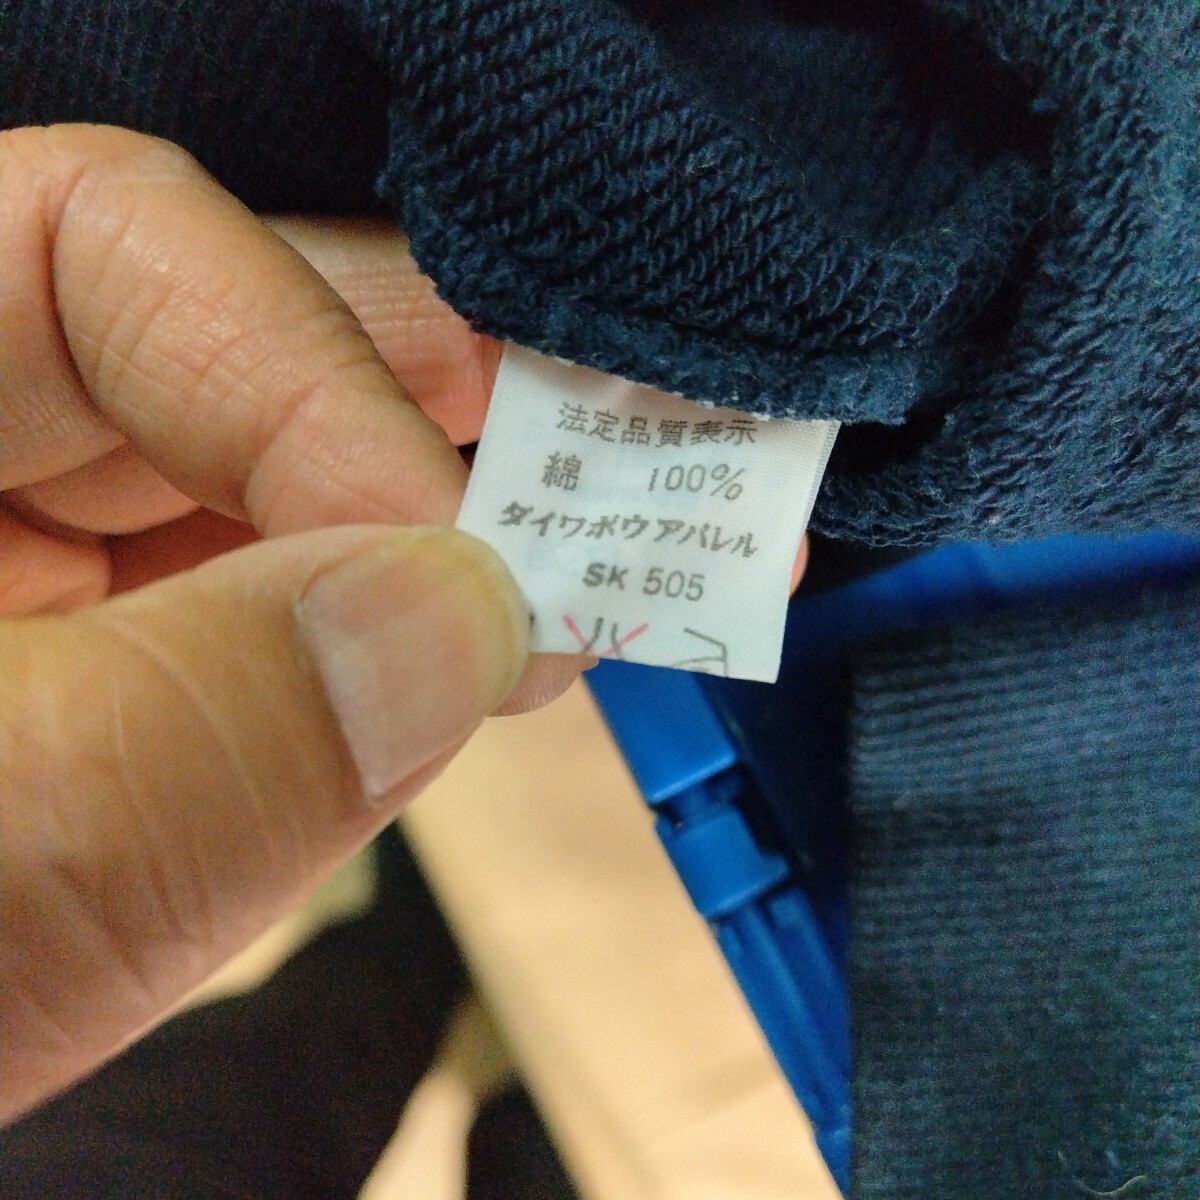 法定品質表示
綿 100%
ダイワボウアパレル
SK 505